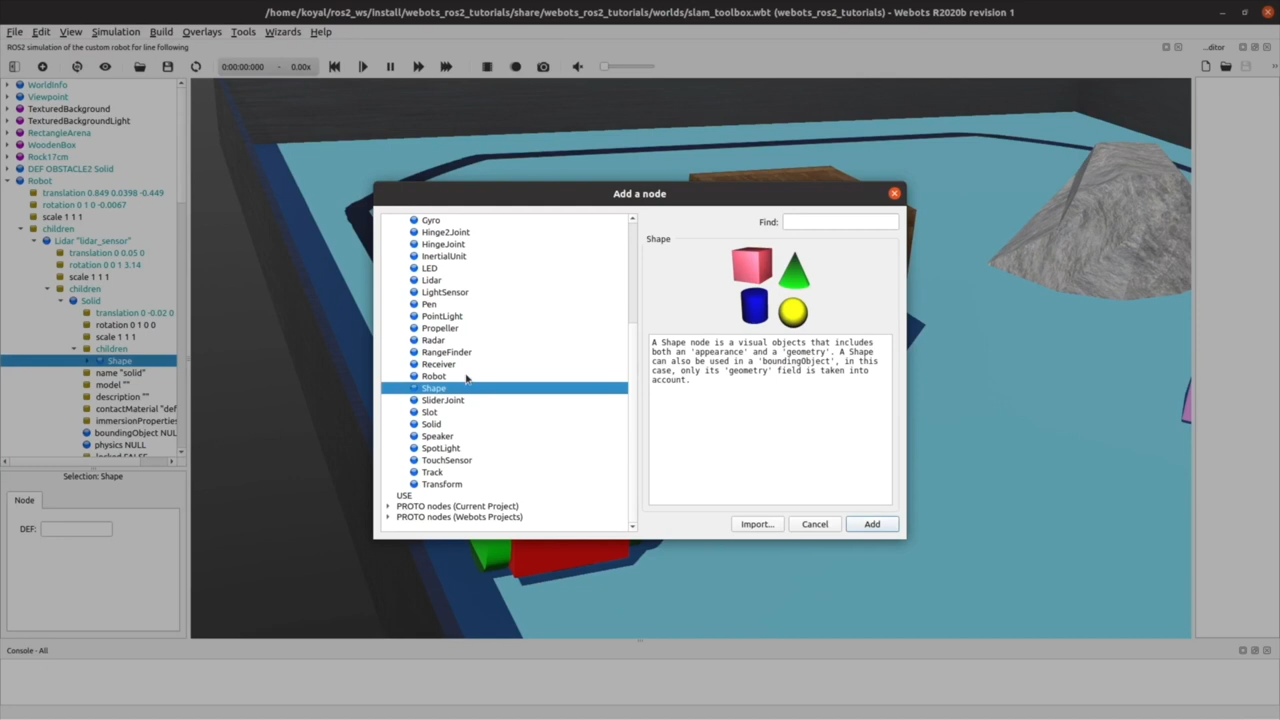 /home/koyal/ros2_ws/install/webots_ros2_tutorials/share/webots_ros2_tutorials/worlds/slam_toolbox.wbt (webots_ros2_tutorials) - Webots R2020b revision 1
File Edit View Simulation Build Overlays Tools Wizards Help
ROS2 simulation of the custom robot for line following
...ditor
0:00:00:000 - 0.00x
WorldInfo
Viewpoint
TexturedBackground
TexturedBackgroundLight
RectangleArena
WoodenBox
Rock17cm
DEF OBSTACLE2 Solid
Robot
translation 0.849 0.0398 -0.449
rotation 0 1 0 -0.0067
scale 1 1 1
children
Lidar "lidar_sensor"
translation 0 0.05 0
rotation 0 0 1 3.14
scale 1 1 1
children
Solid
translation 0 -0.02 0
rotation 0 1 0 0
scale 1 1 1
children
Shape
name "solid"
model ""
description ""
contactMaterial "def
immersionProperties
boundingObject NUL
physics NULL
locked FALSE
Selection: Shape
Node
DEF:
Console - All
Add a node
Gyro
Hinge2Joint
HingeJoint
InertialUnit
LED
Lidar
LightSensor
Pen
PointLight
Propeller
Radar
RangeFinder
Receiver
Robot
Shape
SliderJoint
Slot
Solid
Speaker
SpotLight
TouchSensor
Track
Transform
USE
PROTO nodes (Current Project)
PROTO nodes (Webots Projects)
Find:
Shape
A Shape node is a visual objects that includes
both an 'appearance' and a 'geometry'. A Shape
can also be used in a 'boundingObject', in this
case, only its 'geometry' field is taken into
account.
Import... Cancel Add